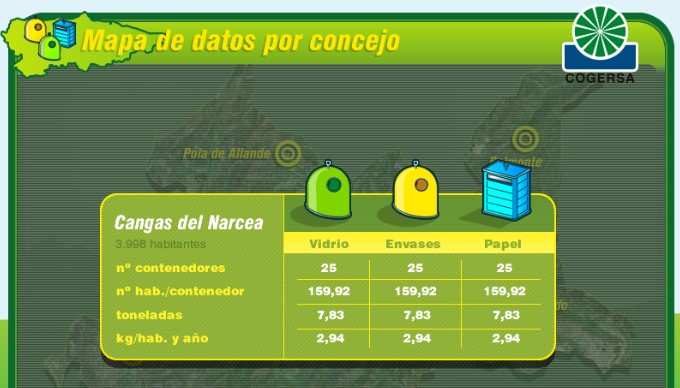 Mapa de datos por concejo
COGERSA
Pola de Allande
Cangas del Narcea
3.998 habitantes
Vidrio Envases Papel
nº contenedores 25 25 25
nº hab./contenedor 159,92 159,92 159,92
toneladas 7,83 7,83 7,83
kg/hab. y año 2,94 2,94 2,94